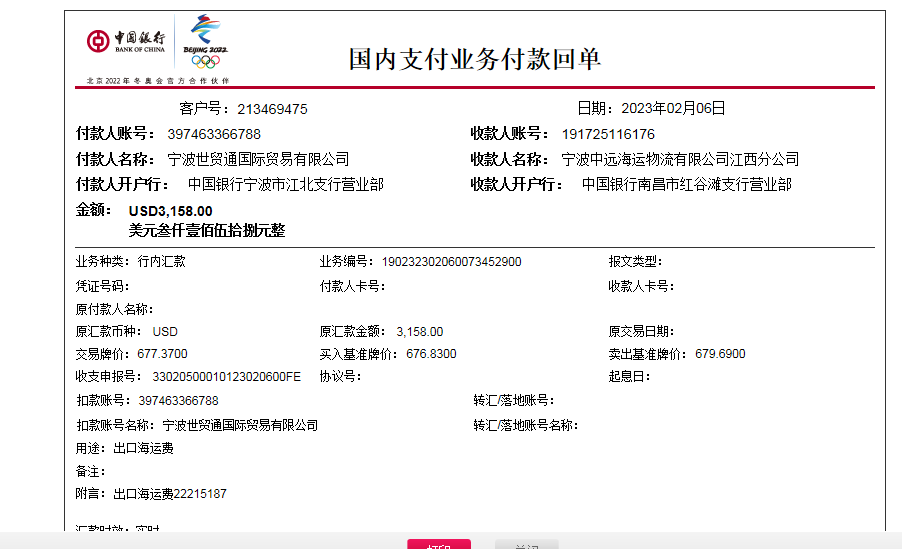 中国银行
BANK OF CHINA
BEIJING 2022
北京2022年冬奥会官方合作伙伴
国内支付业务付款回单
客户号：213469475 日期：2023年02月06日
付款人账号：397463366788 收款人账号：191725116176
付款人名称：宁波世贸通国际贸易有限公司 收款人名称：宁波中远海运物流有限公司江西分公司
付款人开户行：中国银行宁波市江北支行营业部 收款人开户行：中国银行南昌市红谷滩支行营业部
金额：USD3,158.00
美元叁仟壹佰伍拾捌元整
业务种类：行内汇款 业务编号：190232302060073452900 报文类型：
凭证号码： 付款人卡号： 收款人卡号：
原付款人名称：
原汇款币种：USD 原汇款金额：3,158.00 原交易日期：
交易牌价：677.3700 买入基准牌价：676.8300 卖出基准牌价：679.6900
收支申报号：33020500010123020600FE 协议号： 起息日：
扣款账号：397463366788 转汇/落地账号：
扣款账号名称：宁波世贸通国际贸易有限公司 转汇/落地账号名称：
用途：出口海运费
备注：
附言：出口海运费22215187
汇款时效：实时
打印 关闭